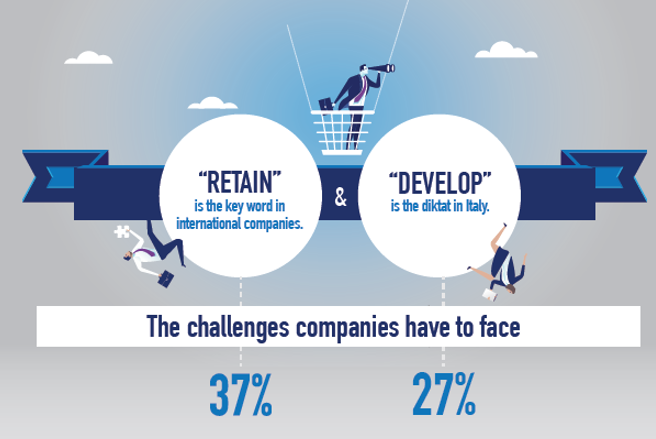 “RETAIN”
is the key word in
international companies.
&
“DEVELOP”
is the diktat in Italy.
The challenges companies have to face
37%
27%